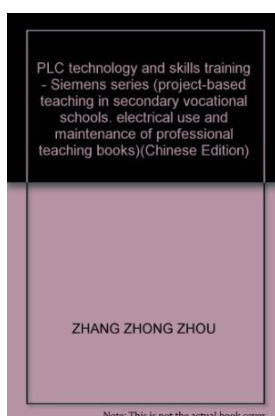 PLC technology and skills training
- Siemens series (project-based
teaching in secondary vocational
schools. electrical use and
maintenance of professional
teaching books)(Chinese Edition)
ZHANG ZHONG ZHOU
Note: This is not the actual book cover